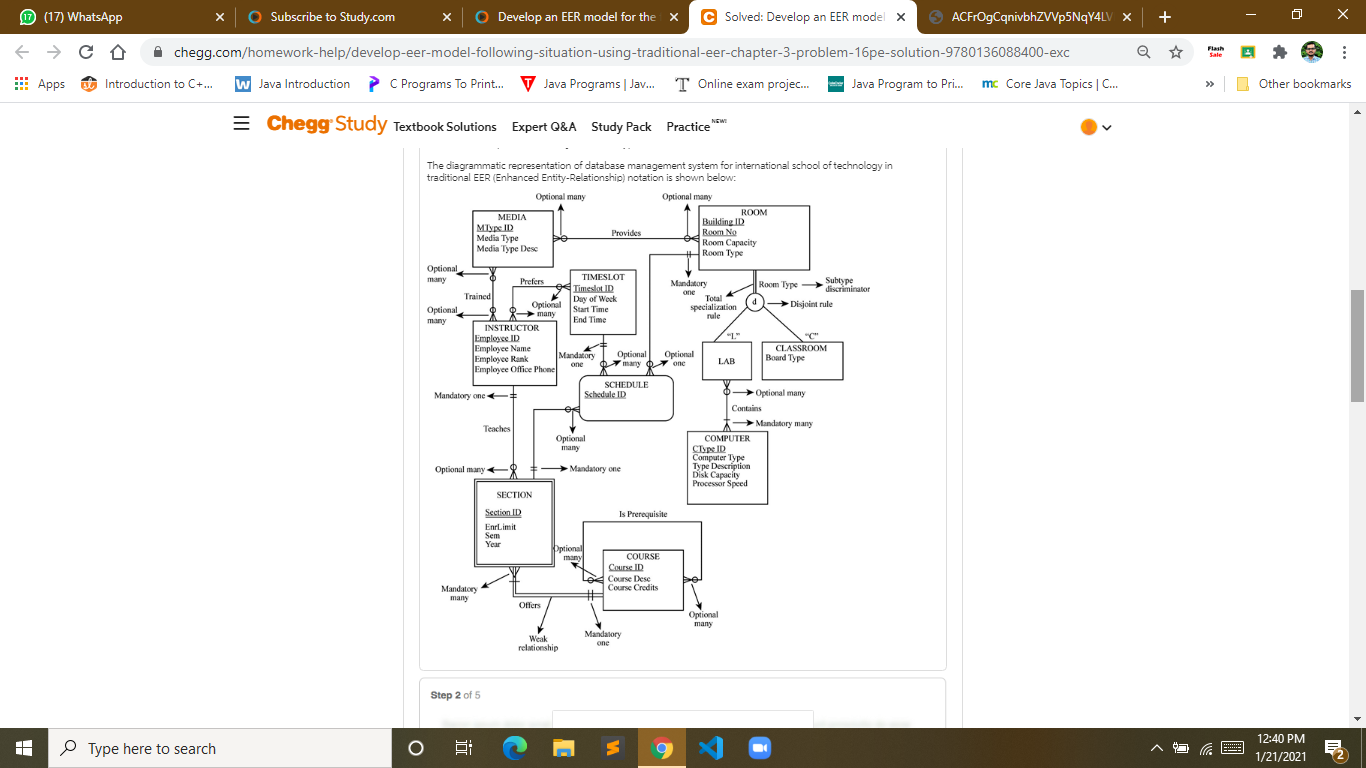 (17) WhatsApp
Subscribe to Study.com
Develop an EER model for the
Solved: Develop an EER model
ACFrOgCqnivbhZVVp5NqY4LV
chegg.com/homework-help/develop-eer-model-following-situation-using-traditional-eer-chapter-3-problem-16pe-solution-9780136088400-exc
Flash Sale
Apps
Introduction to C+...
Java Introduction
C Programs To Print...
Java Programs | Jav...
Online exam projec...
Java Program to Pri...
Core Java Topics | C...
»
Other bookmarks
Chegg Study
Textbook Solutions
Expert Q&A
Study Pack
Practice NEW!
The diagrammatic representation of database management system for international school of technology in
traditional EER (Enhanced Entity-Relationship) notation is shown below:
Optional many
Optional many
MEDIA
MType ID
Media Type
Media Type Desc
Provides
ROOM
Building ID
Room No
Room Capacity
Room Type
Optional
many
Trained
Optional
many
Prefers
Optional
many
TIMESLOT
Timeslot ID
Day of Week
Start Time
End Time
Mandatory
one
Total
specialization
rule
Room Type
Subtype
discriminator
d
Disjoint rule
"L"
"C"
INSTRUCTOR
Employee ID
Employee Name
Employee Rank
Employee Office Phone
Mandatory
one
Optional
many
Optional
one
LAB
CLASSROOM
Board Type
SCHEDULE
Schedule ID
Mandatory one
Optional many
Contains
Mandatory many
Teaches
Optional
many
COMPUTER
CType ID
Computer Type
Type Description
Disk Capacity
Processor Speed
Optional many
Mandatory one
SECTION
Section ID
EnrLimit
Sem
Year
Is Prerequisite
Optional
many
COURSE
Course ID
Course Desc
Course Credits
Mandatory
many
Offers
Optional
many
Weak
relationship
Mandatory
one
Step 2 of 5
Type here to search
12:40 PM
1/21/2021
2